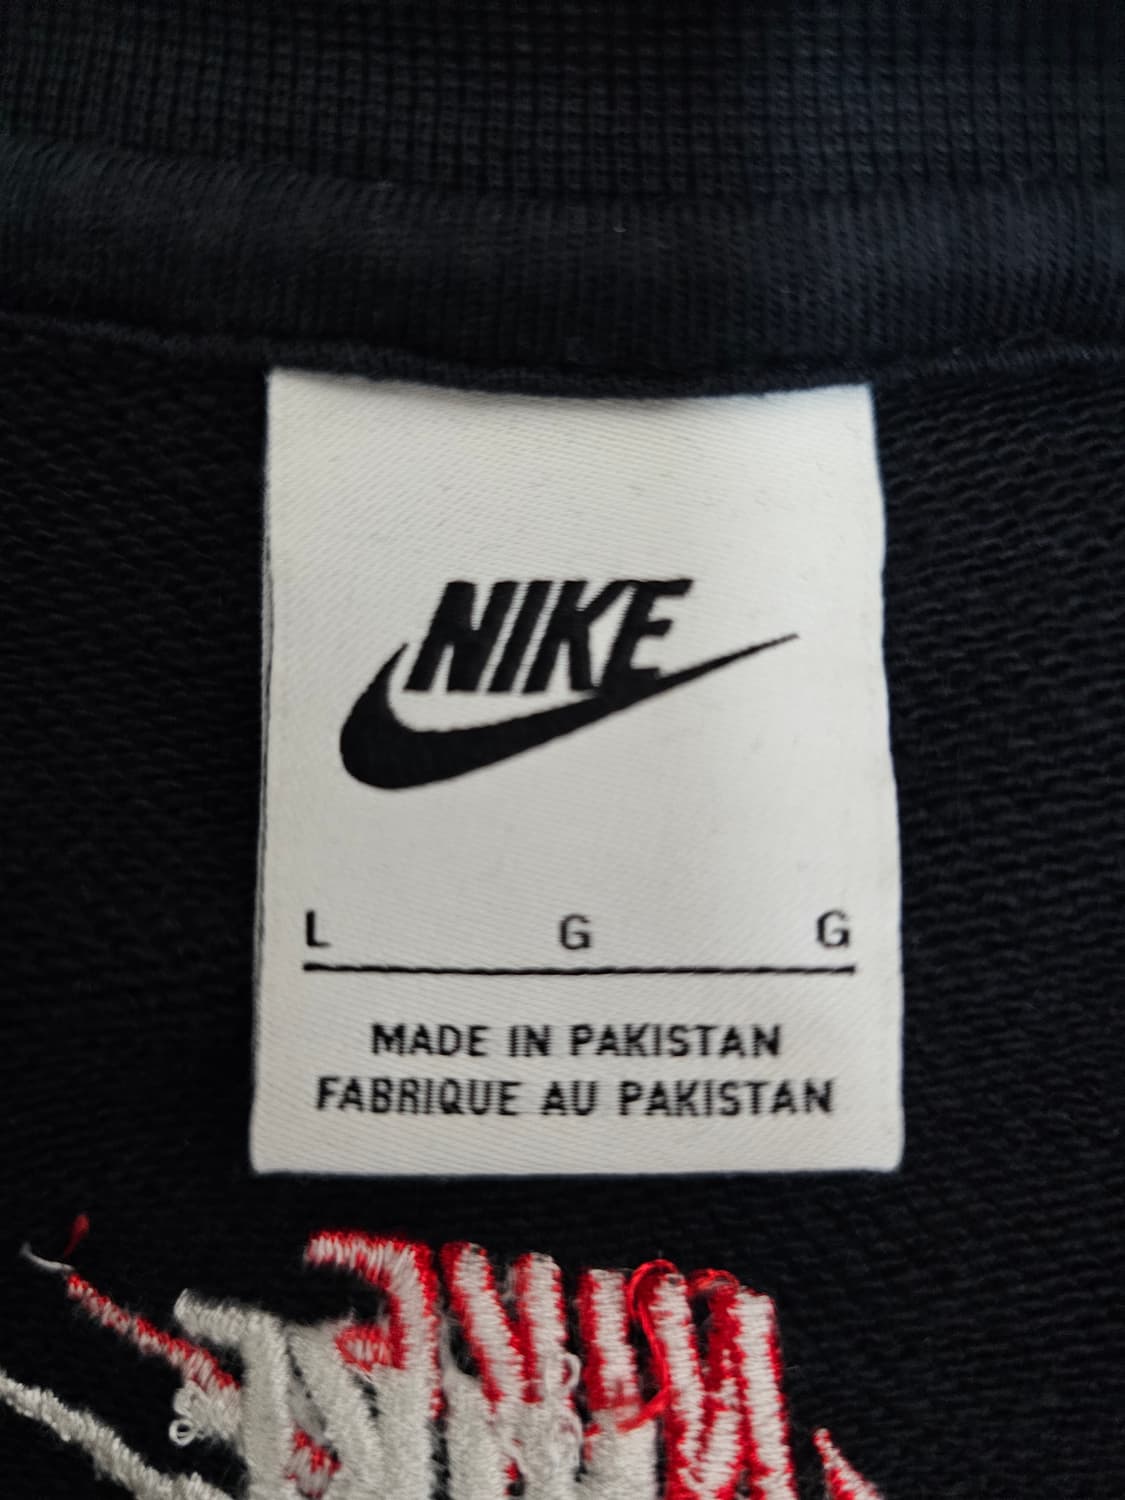 NIKE
L G G
MADE IN PAKISTAN
FABRIQUE AU PAKISTAN